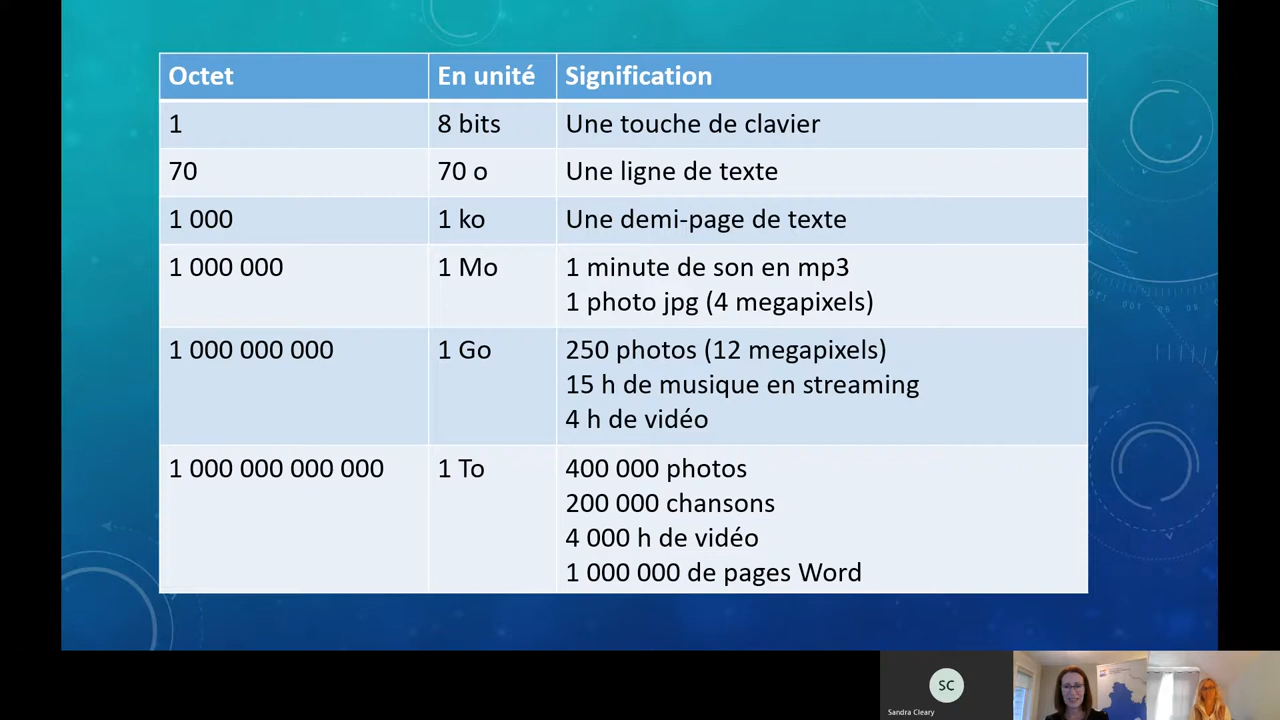 Octet En unité Signification
1 8 bits Une touche de clavier
70 70 o Une ligne de texte
1 000 1 ko Une demi-page de texte
1 000 000 1 Mo 1 minute de son en mp3
1 photo jpg (4 megapixels)
1 000 000 000 1 Go 250 photos (12 megapixels)
15 h de musique en streaming
4 h de vidéo
1 000 000 000 000 1 To 400 000 photos
200 000 chansons
4 000 h de vidéo
1 000 000 de pages Word
SC
Sandra Cleary